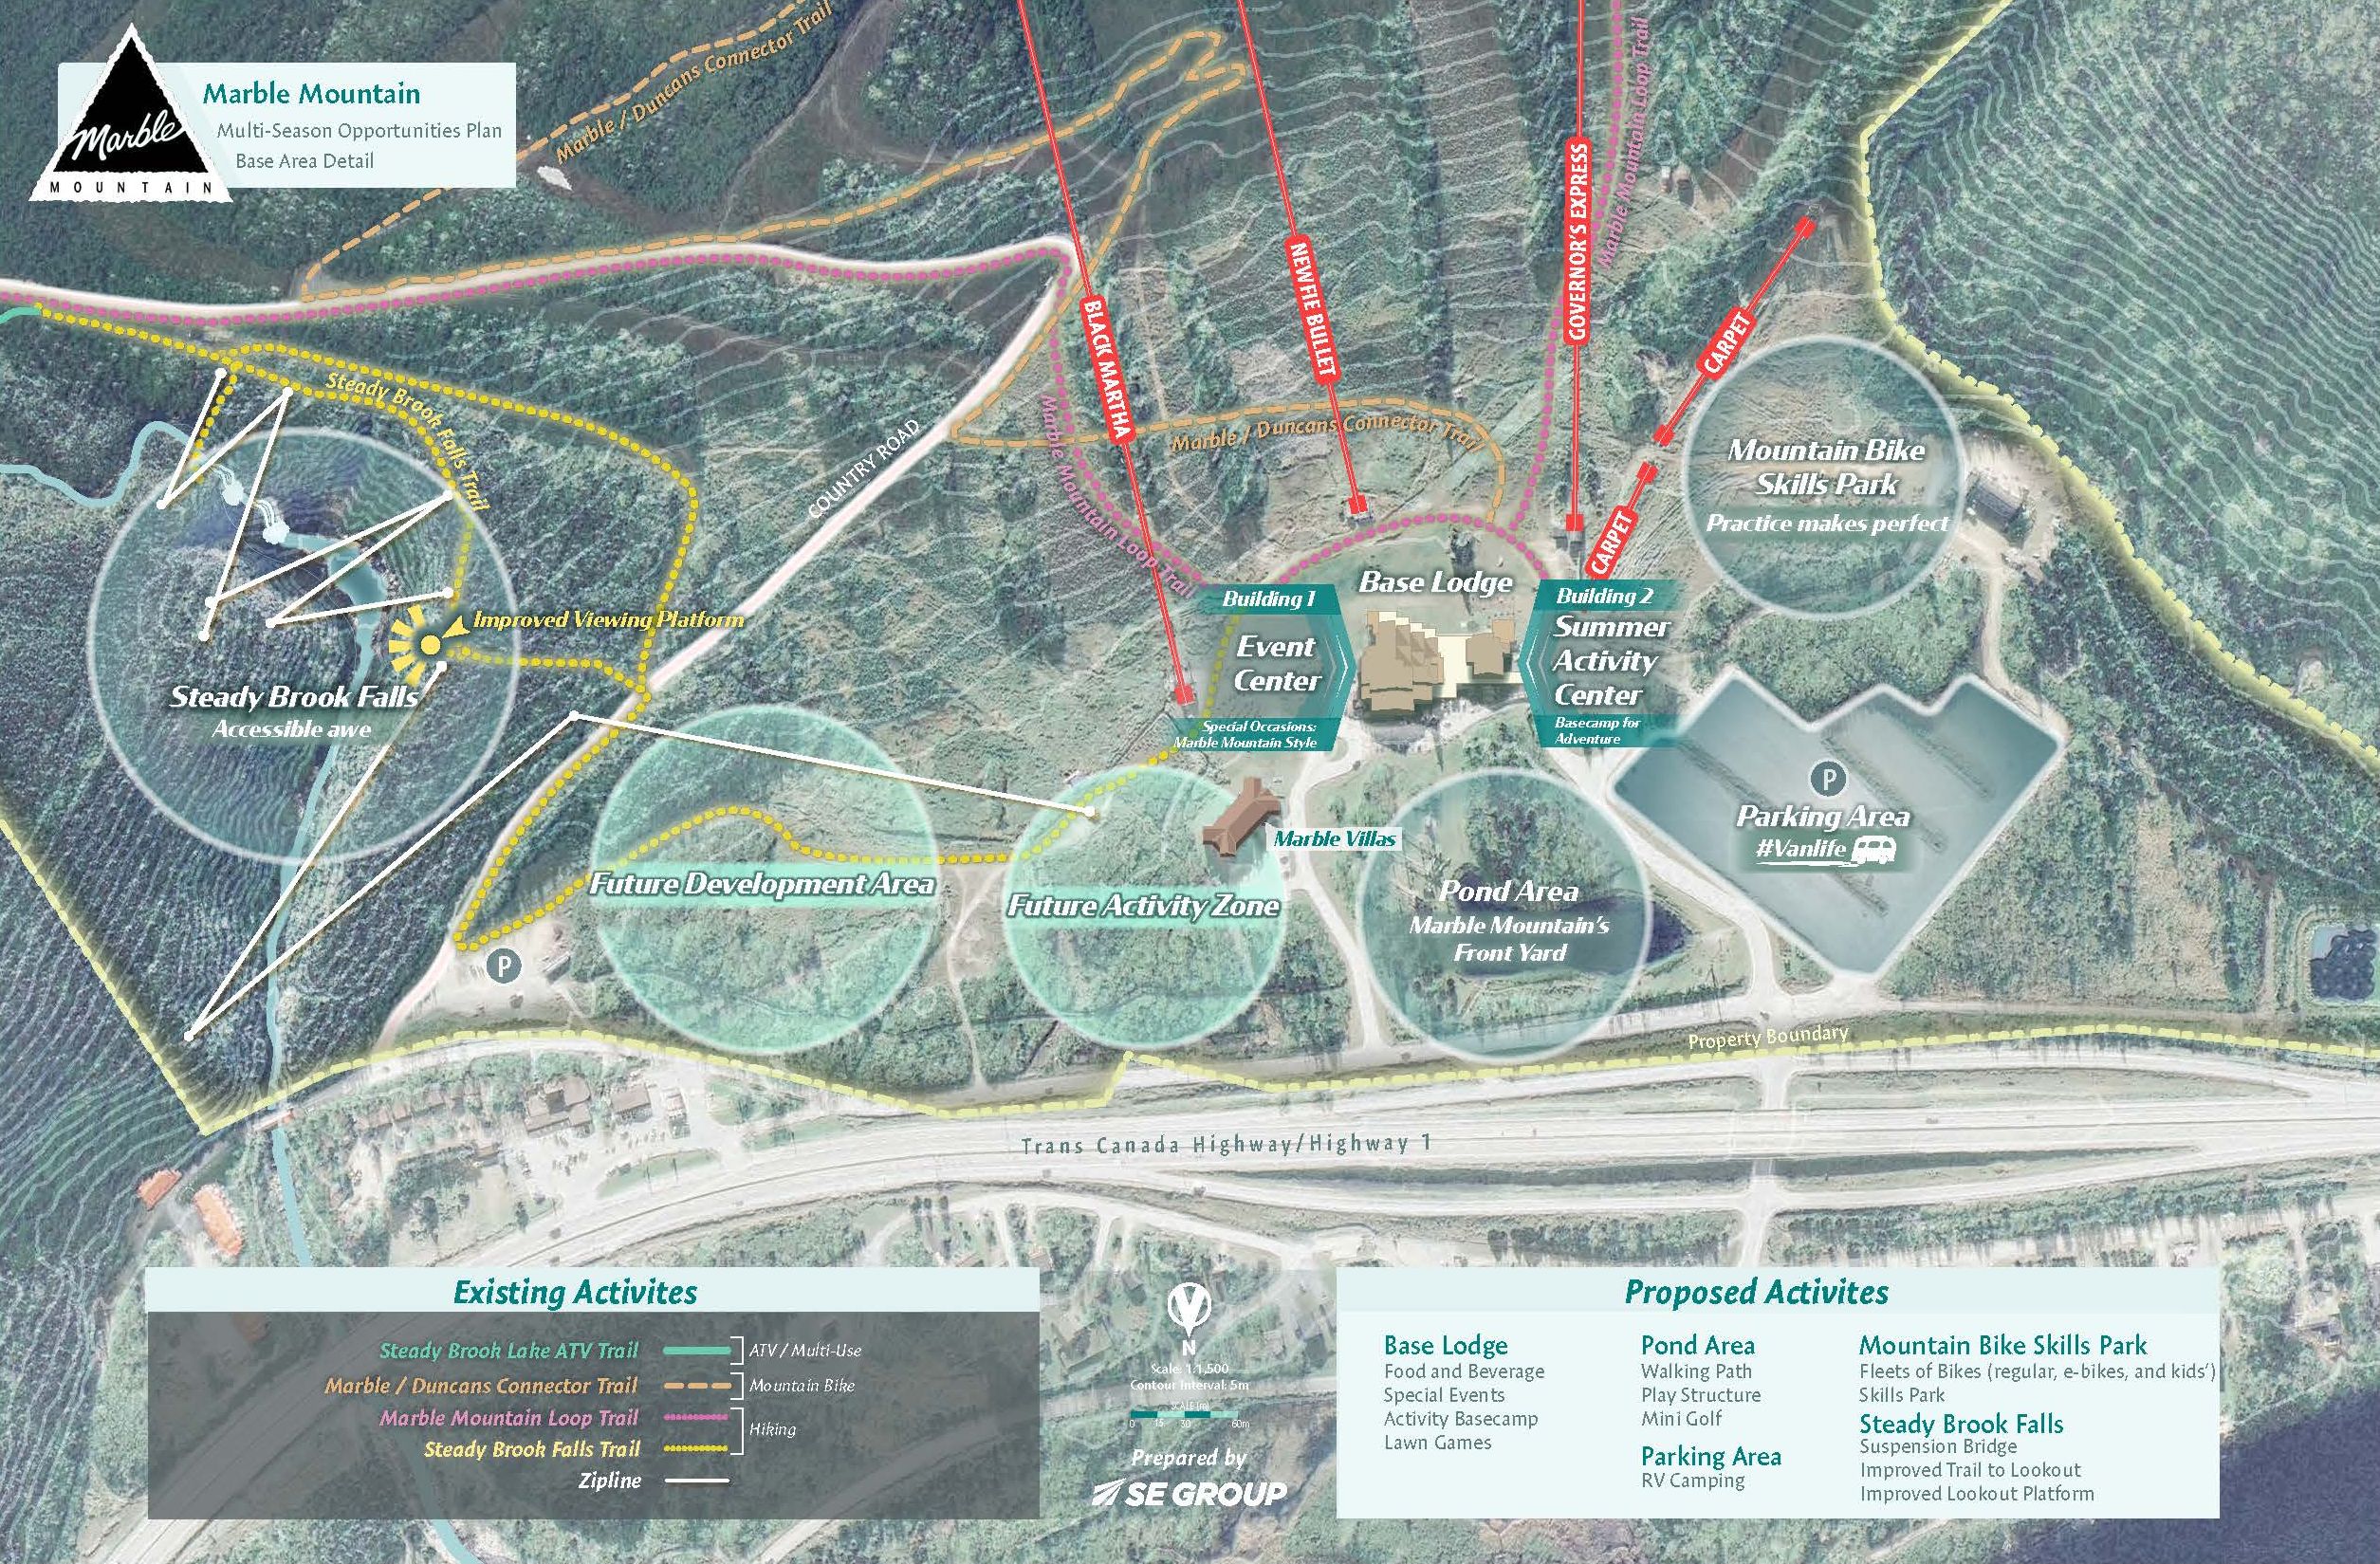 Marble
MOUNTAIN
Marble Mountain
Multi-Season Opportunities Plan
Base Area Detail
Marble / Duncans Connector Trail
Marble Mountain Loop Trail
BLACK MARTHA
NEWFIE BULLET
GOVERNOR'S EXPRESS
CARPET
CARPET
Steady Brook Falls Trail
COUNTRY ROAD
Marble Mountain Loop Trail
Marble / Duncans Connector Trail
Mountain Bike
Skills Park
Practice makes perfect
Improved Viewing Platform
Steady Brook Falls
Accessible awe
Building 1
Event
Center
Special Occasions:
Marble Mountain Style
Base Lodge
Building 2
Summer
Activity
Center
Basecamp for
Adventure
P
Parking Area
#Vanlife
Marble Villas
Future Development Area
Future Activity Zone
Pond Area
Marble Mountain's
Front Yard
P
Property Boundary
Trans Canada Highway/Highway 1
Existing Activites
Steady Brook Lake ATV Trail
ATV / Multi-Use
Marble / Duncans Connector Trail
Mountain Bike
Marble Mountain Loop Trail
Hiking
Steady Brook Falls Trail
Zipline
N
Scale: 1:1,500
Contour Interval: 5m
SCALE (m)
0 15 30 60m
Prepared by
SE GROUP
Proposed Activites
Base Lodge
Food and Beverage
Special Events
Activity Basecamp
Lawn Games
Pond Area
Walking Path
Play Structure
Mini Golf
Parking Area
RV Camping
Mountain Bike Skills Park
Fleets of Bikes (regular, e-bikes, and kids')
Skills Park
Steady Brook Falls
Suspension Bridge
Improved Trail to Lookout
Improved Lookout Platform